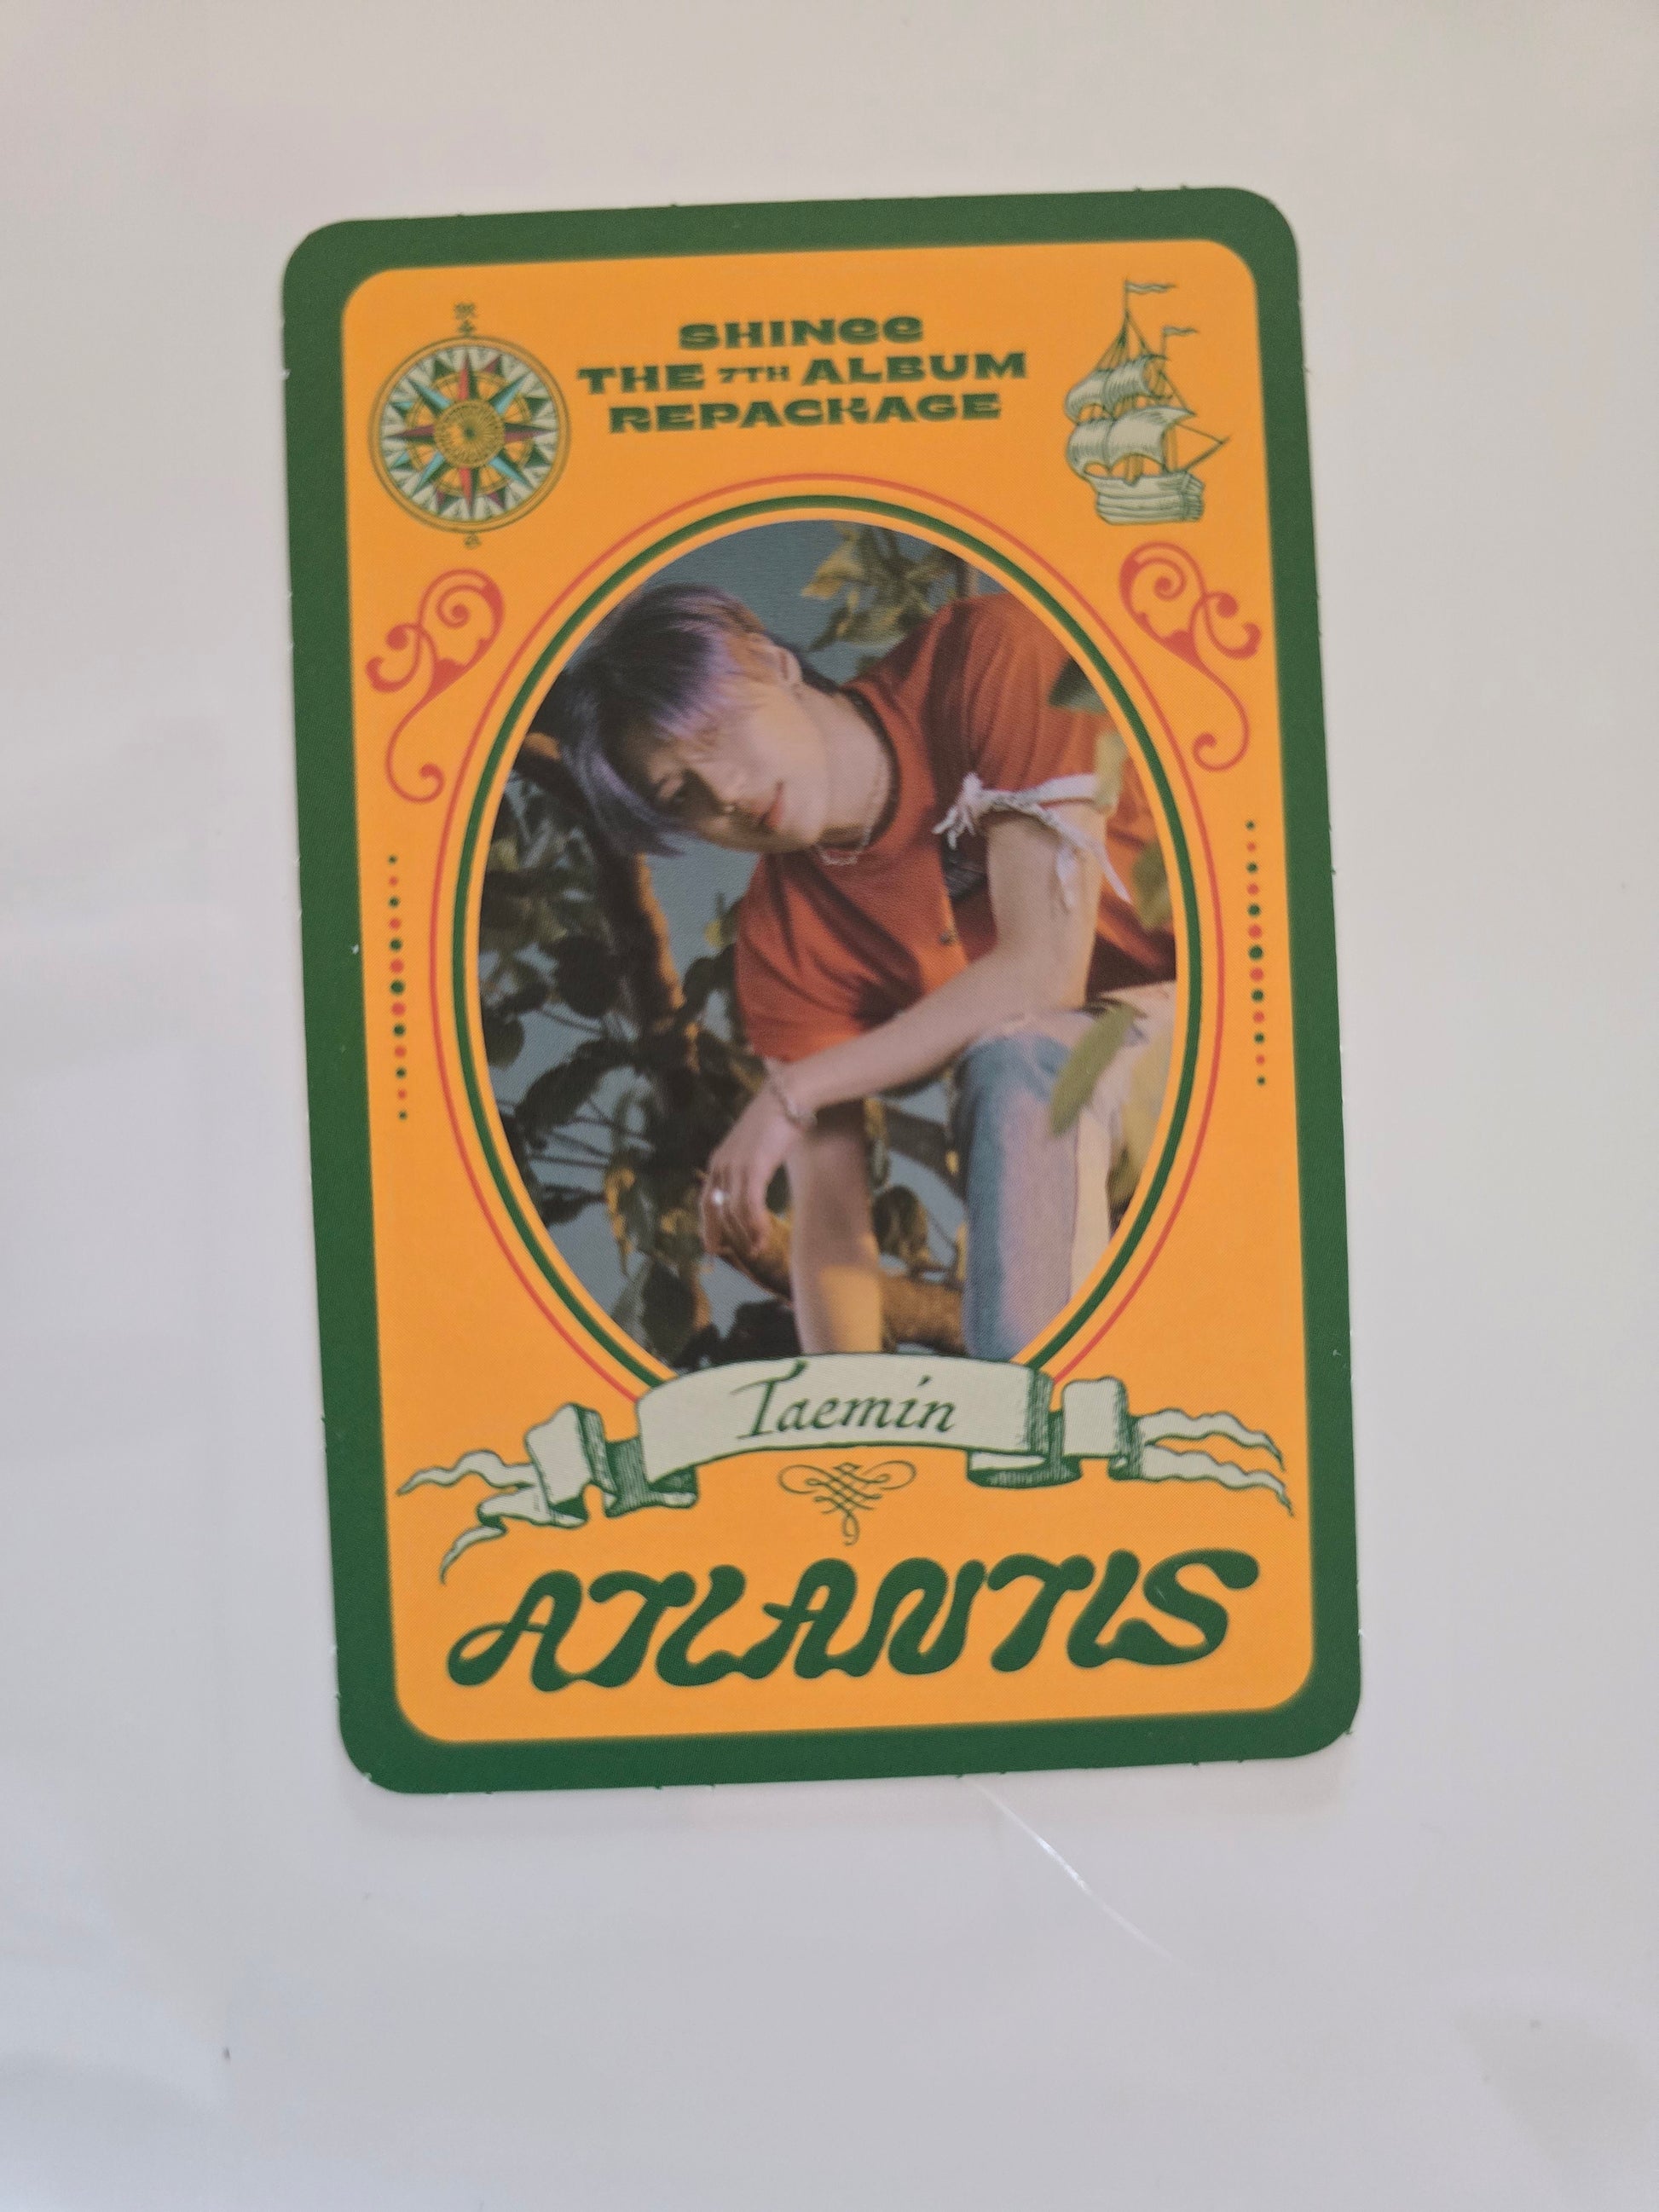 SHINee
THE 7TH ALBUM
REPACKAGE
Taemin
ATLANTIS